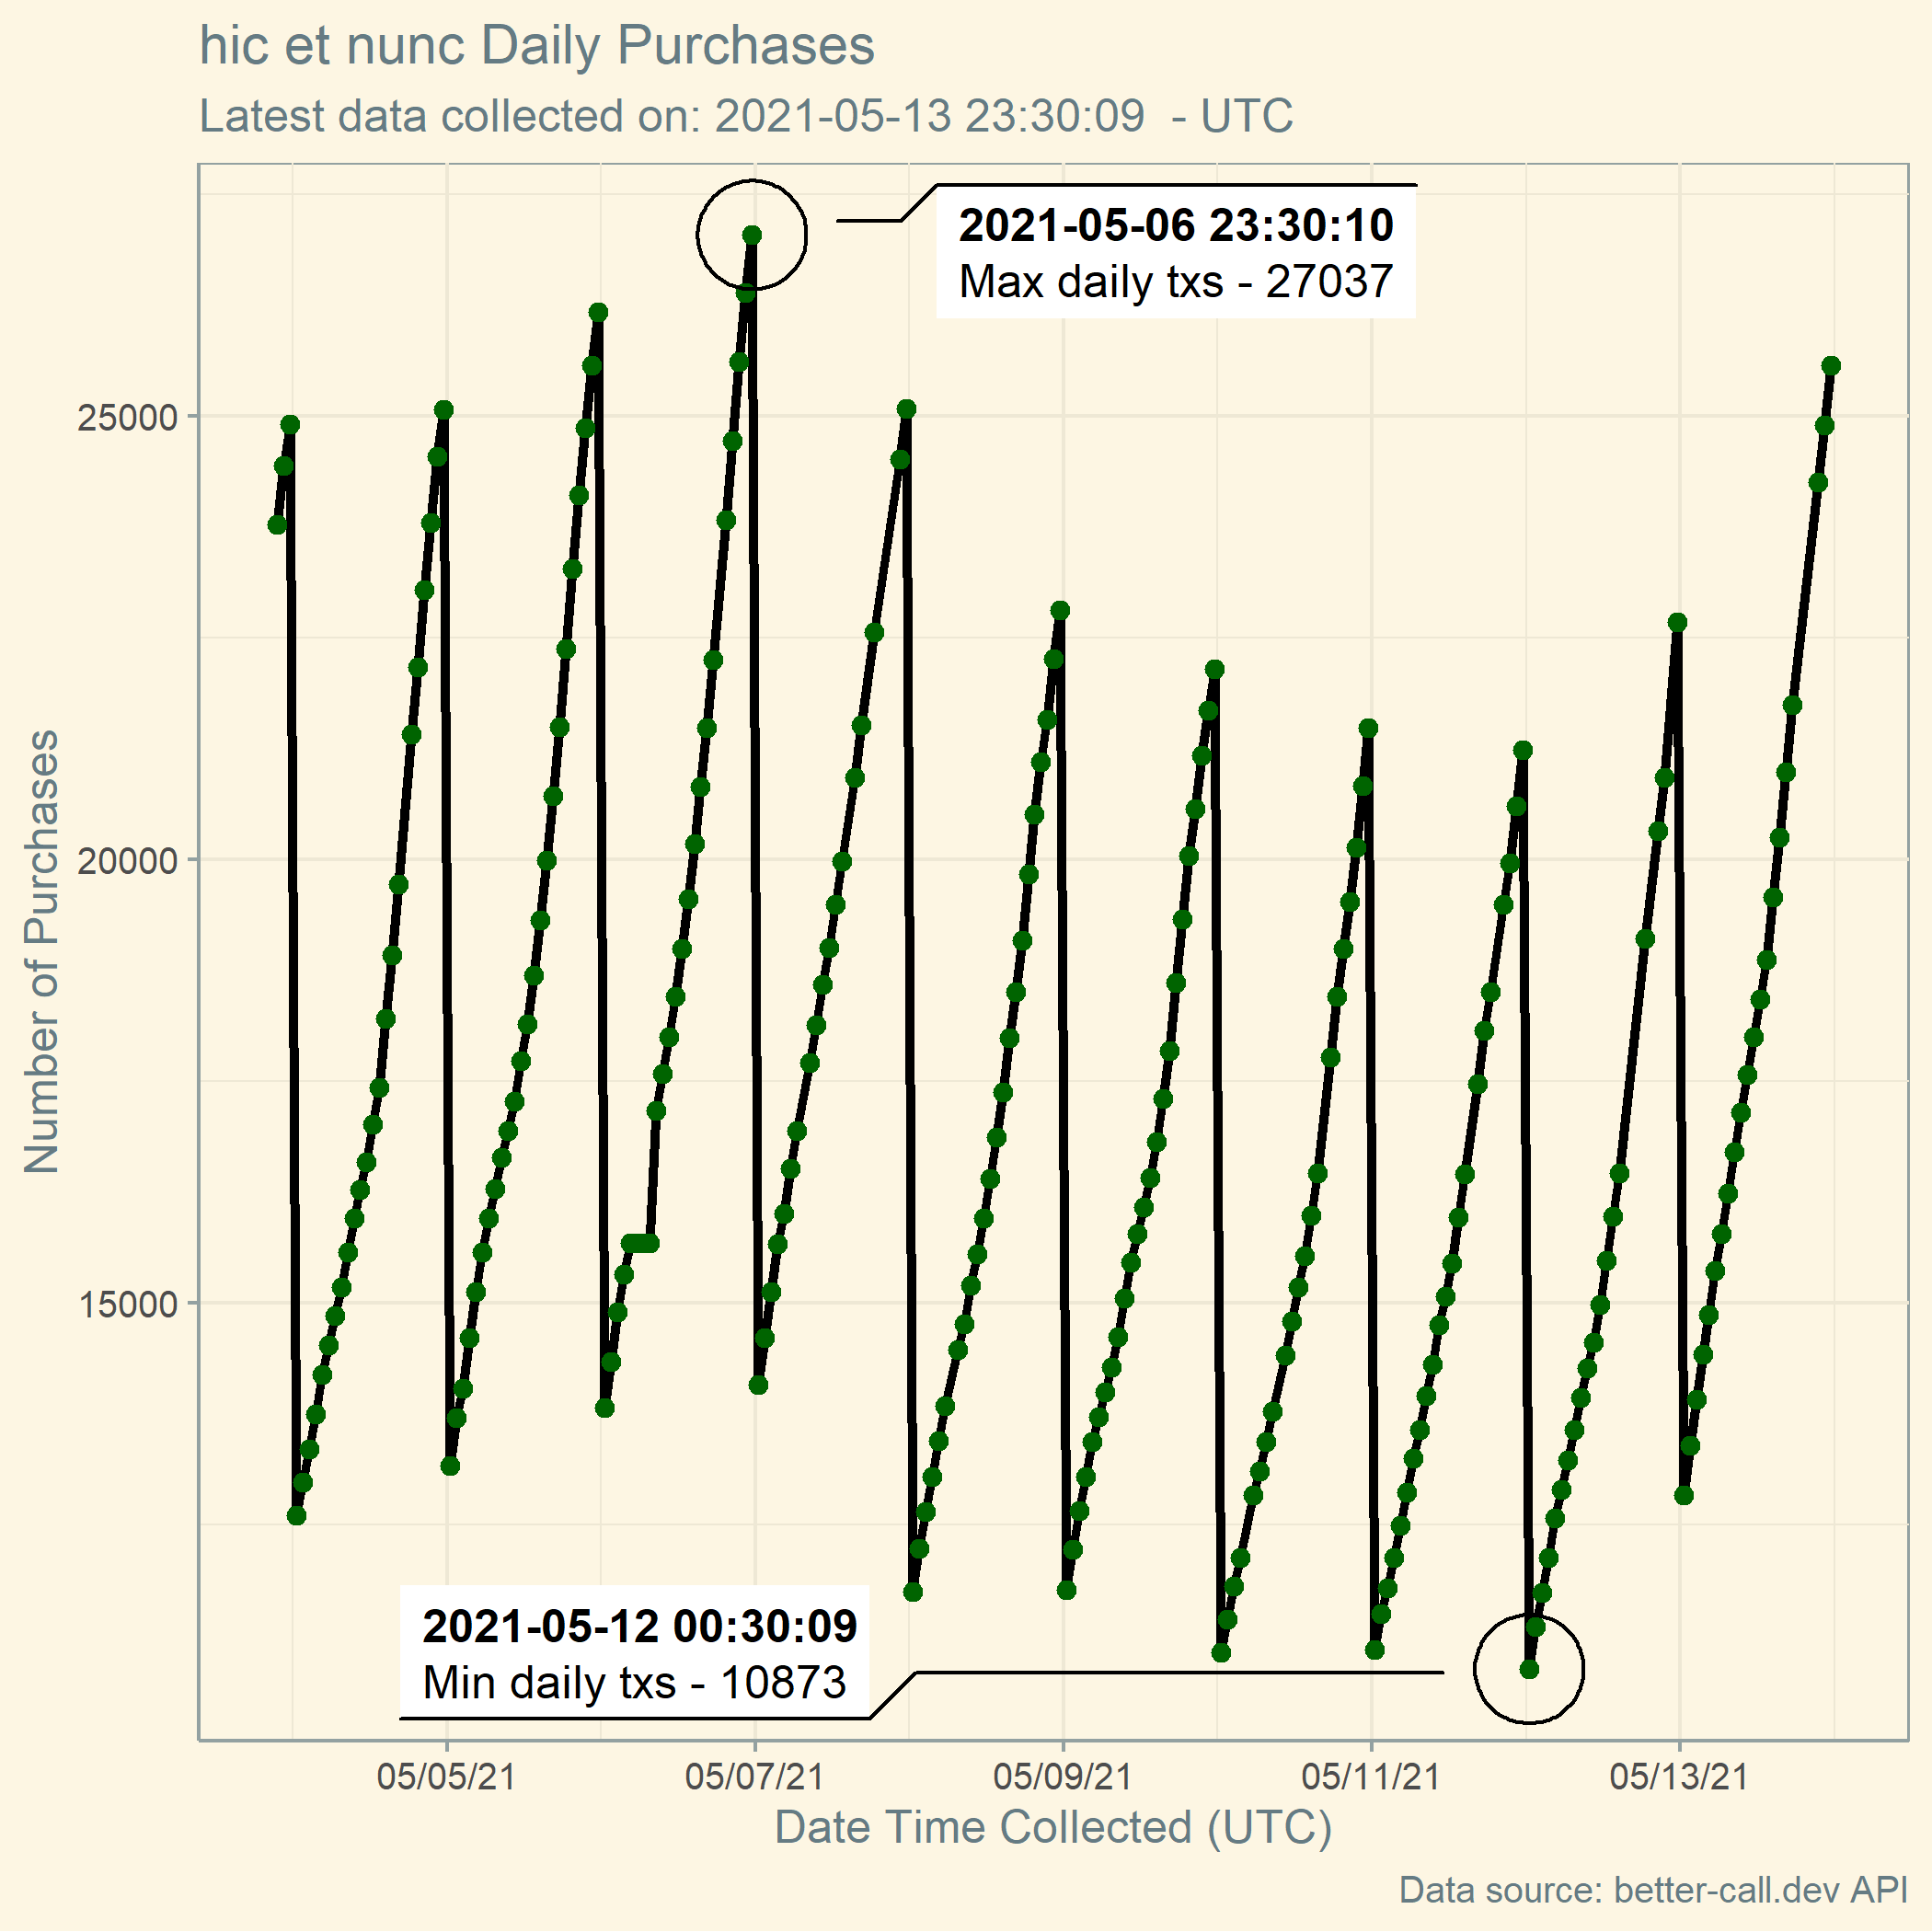 hic et nunc Daily Purchases
Latest data collected on: 2021-05-13 23:30:09  - UTC
2021-05-06 23:30:10
Max daily txs - 27037
25000
20000
15000
Number of Purchases
2021-05-12 00:30:09
Min daily txs - 10873
05/05/21 05/07/21 05/09/21 05/11/21 05/13/21
Date Time Collected (UTC)
Data source: better-call.dev API